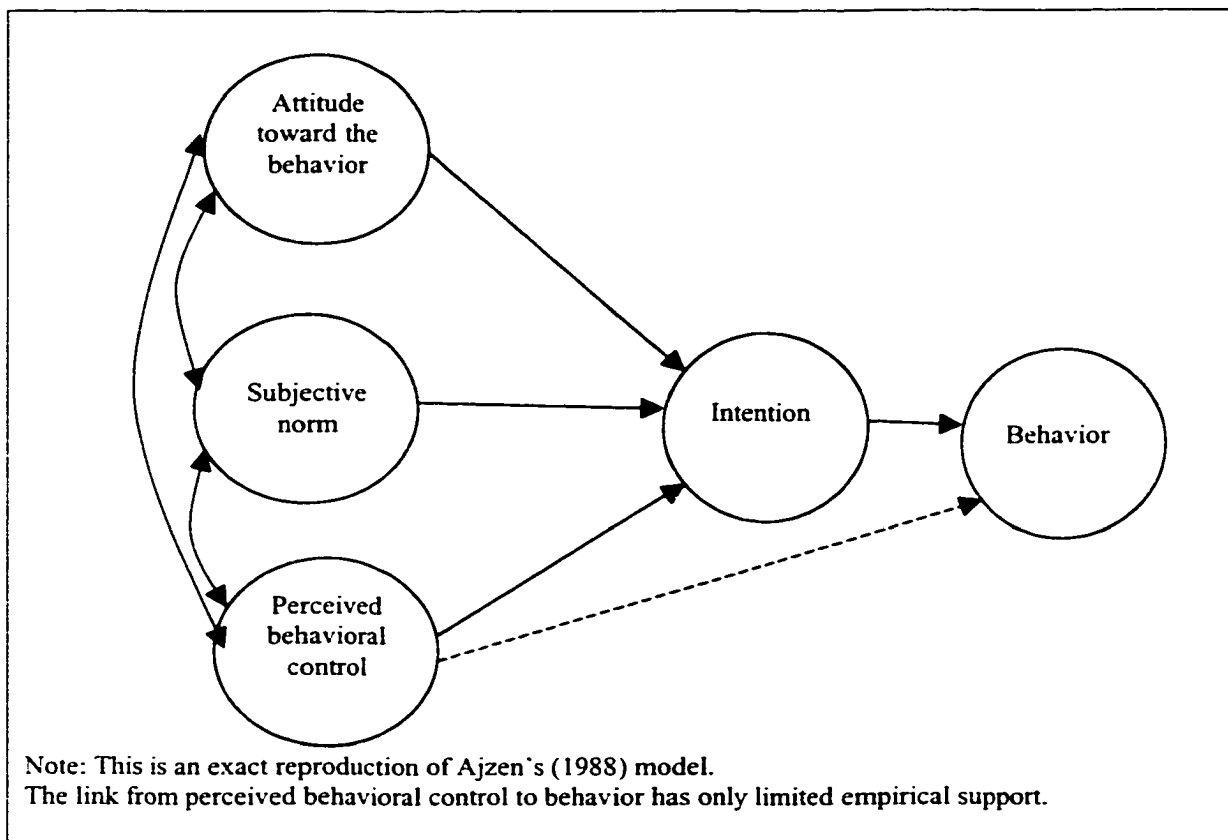 Attitude
toward the
behavior
Subjective
norm
Intention
Behavior
Perceived
behavioral
control
Note: This is an exact reproduction of Ajzen's (1988) model.
The link from perceived behavioral control to behavior has only limited empirical support.